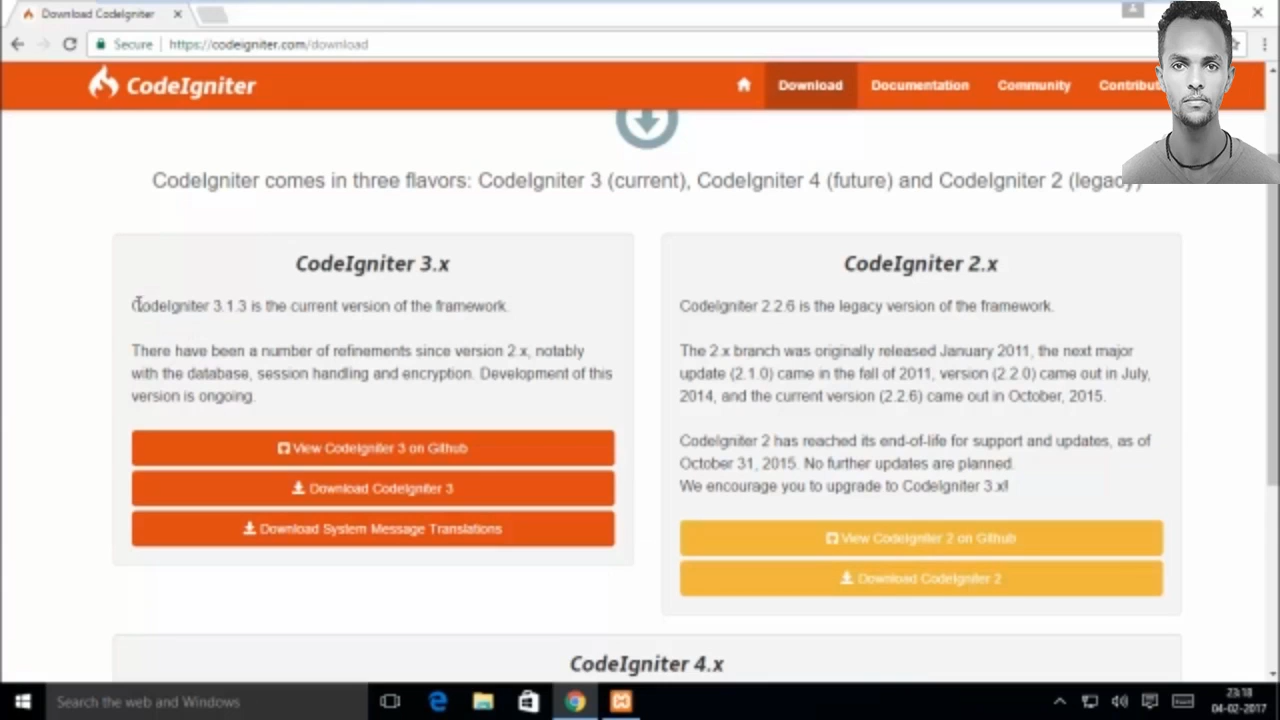 Download CodeIgniter
Secure | https://codeigniter.com/download
CodeIgniter
Download Documentation Community Contribut
CodeIgniter comes in three flavors: CodeIgniter 3 (current), CodeIgniter 4 (future) and CodeIgniter 2 (legacy)
CodeIgniter 3.x
CodeIgniter 3.1.3 is the current version of the framework.
There have been a number of refinements since version 2.x, notably
with the database, session handling and encryption. Development of this
version is ongoing.
View CodeIgniter 3 on Github
Download CodeIgniter 3
Download System Message Translations
CodeIgniter 2.x
CodeIgniter 2.2.6 is the legacy version of the framework.
The 2.x branch was originally released January 2011, the next major
update (2.1.0) came in the fall of 2011, version (2.2.0) came out in July,
2014, and the current version (2.2.6) came out in October, 2015.
CodeIgniter 2 has reached its end-of-life for support and updates, as of
October 31, 2015. No further updates are planned.
We encourage you to upgrade to CodeIgniter 3.x!
View CodeIgniter 2 on Github
Download CodeIgniter 2
CodeIgniter 4.x
Search the web and Windows
23:18
04-02-2017